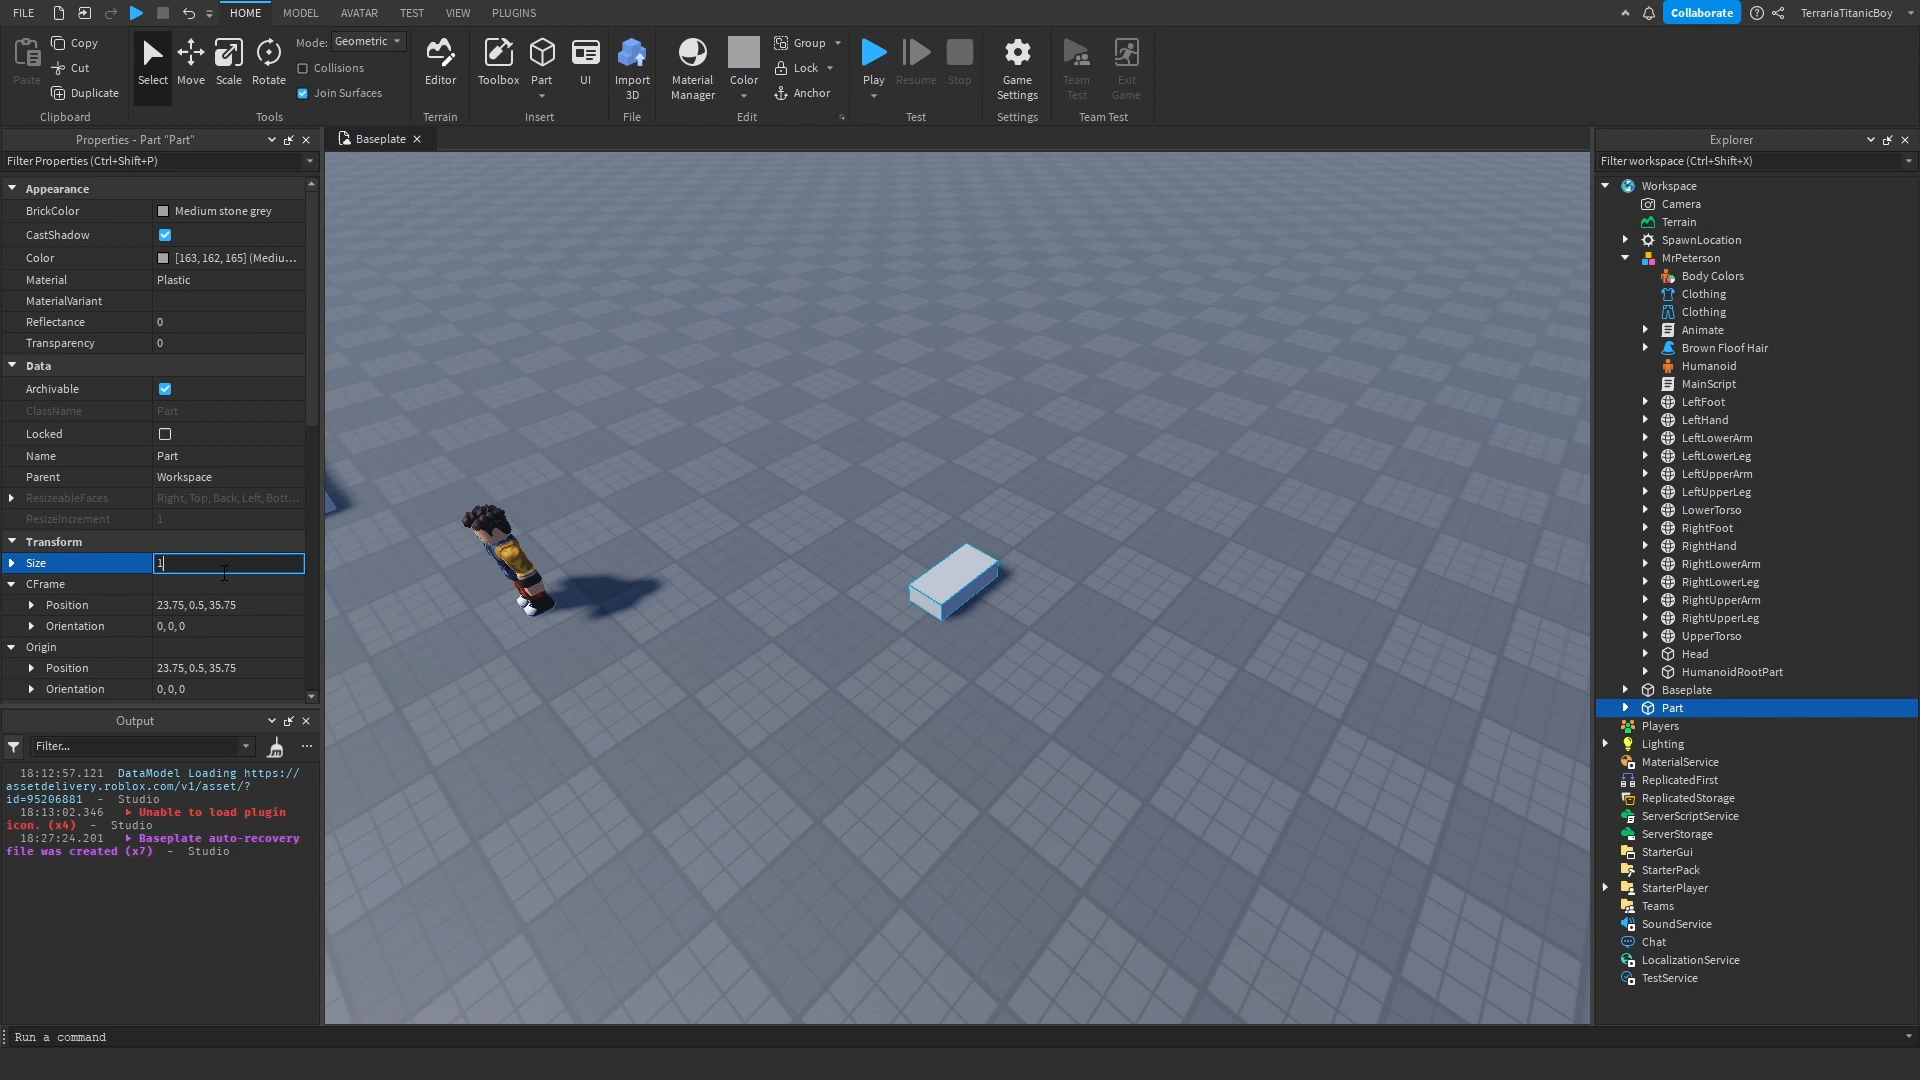 FILE HOME MODEL AVATAR TEST VIEW PLUGINS Collaborate TerrariaTitanicBoy
Paste Copy Cut Duplicate Clipboard
Select Move Scale Rotate Mode: Geometric Collisions Join Surfaces Tools
Editor Terrain
Toolbox Part UI Insert
Import 3D File
Material Manager Color Group Lock Anchor Edit
Play Resume Stop Test
Game Settings Settings
Team Test Exit Game Team Test
Properties - Part "Part"
Filter Properties (Ctrl+Shift+P)
Appearance
BrickColor Medium stone grey
CastShadow
Color [163, 162, 165] (Mediu...
Material Plastic
MaterialVariant
Reflectance 0
Transparency 0
Data
Archivable
ClassName Part
Locked
Name Part
Parent Workspace
ResizeableFaces Right, Top, Back, Left, Bott...
ResizeIncrement 1
Transform
Size 1
CFrame
Position 23.75, 0.5, 35.75
Orientation 0, 0, 0
Origin
Position 23.75, 0.5, 35.75
Orientation 0, 0, 0
Output
Filter...
18:12:57.121 DataModel Loading https://
assetdelivery.roblox.com/v1/asset/?
id=95206881 - Studio
18:13:02.346 Unable to load plugin
icon. (x4) - Studio
18:27:24.201 Baseplate auto-recovery
file was created (x7) - Studio
Baseplate
Explorer
Filter workspace (Ctrl+Shift+X)
Workspace
Camera
Terrain
SpawnLocation
MrPeterson
Body Colors
Clothing
Clothing
Animate
Brown Floof Hair
Humanoid
MainScript
LeftFoot
LeftHand
LeftLowerArm
LeftLowerLeg
LeftUpperArm
LeftUpperLeg
LowerTorso
RightFoot
RightHand
RightLowerArm
RightLowerLeg
RightUpperArm
RightUpperLeg
UpperTorso
Head
HumanoidRootPart
Baseplate
Part
Players
Lighting
MaterialService
ReplicatedFirst
ReplicatedStorage
ServerScriptService
ServerStorage
StarterGui
StarterPack
StarterPlayer
Teams
SoundService
Chat
LocalizationService
TestService
Run a command